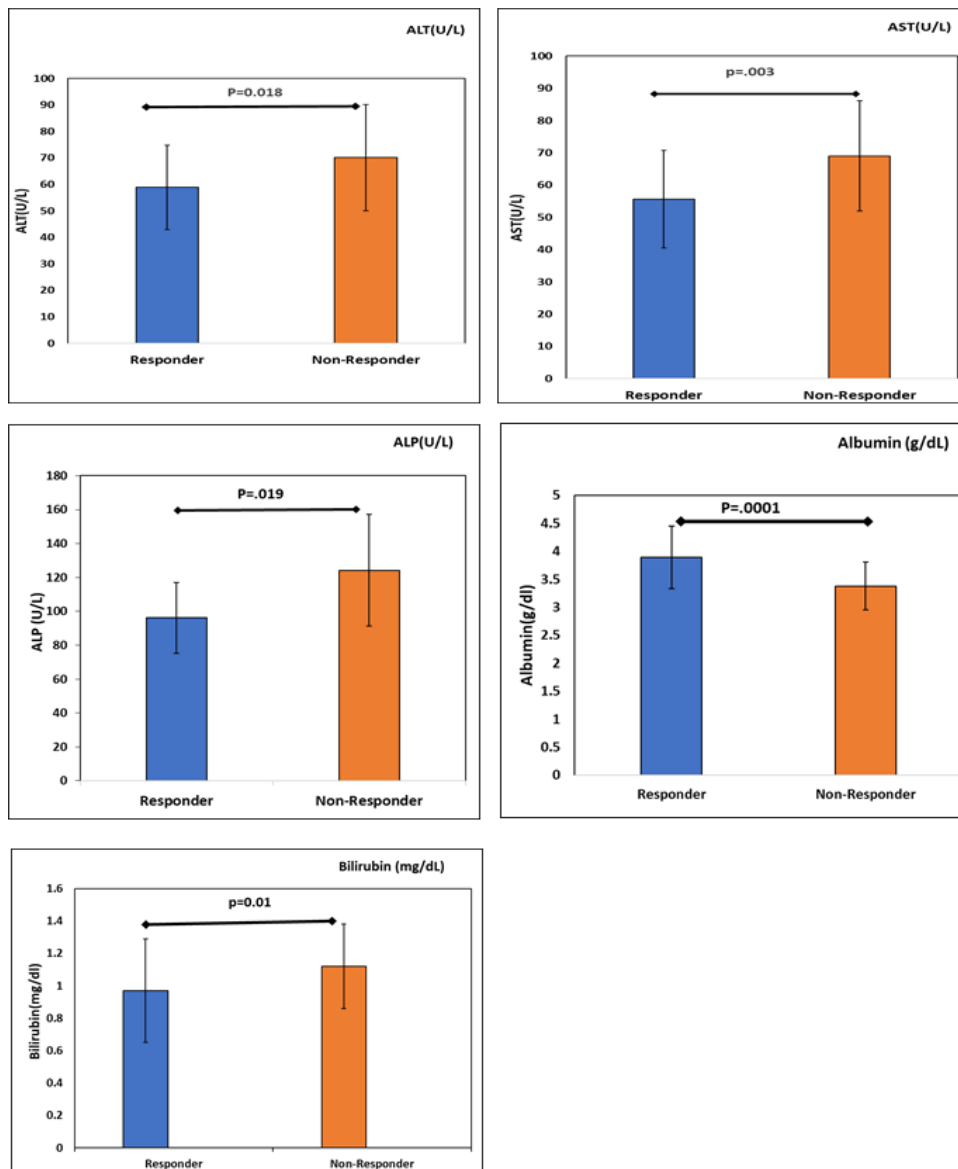 ALT(U/L)
P=0.018
100
90
80
70
60
50
40
30
20
10
0
ALT(U/L)
Responder Non-Responder
AST(U/L)
p=.003
100
90
80
70
60
50
40
30
20
10
0
AST(U/L)
Responder Non-Responder
ALP(U/L)
P=.019
180
160
140
120
100
80
60
40
20
0
ALP (U/L)
Responder Non-Responder
Albumin (g/dL)
P=.0001
5
4.5
4
3.5
3
2.5
2
1.5
1
0.5
0
Albumin(g/dl)
Responder Non-Responder
Bilirubin (mg/dL)
p=0.01
1.6
1.4
1.2
1
0.8
0.6
0.4
0.2
0
Bilirubin(mg/dl)
Responder Non-Responder